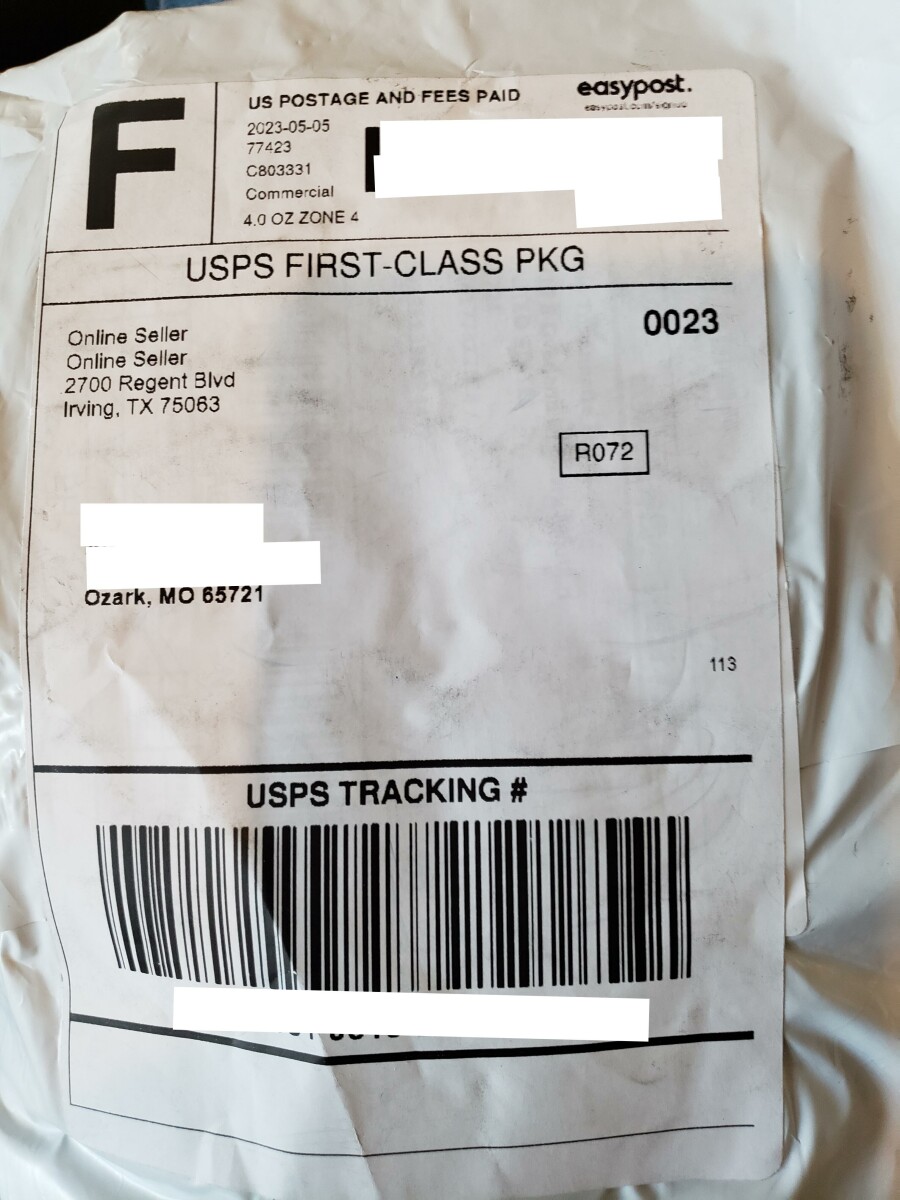 F
US POSTAGE AND FEES PAID
easypost.
2023-05-05
77423
C803331
Commercial
4.0 OZ ZONE 4
USPS FIRST-CLASS PKG
Online Seller
0023
Online Seller
2700 Regent Blvd
Irving, TX 75063
R072
Ozark, MO 65721
113
USPS TRACKING #